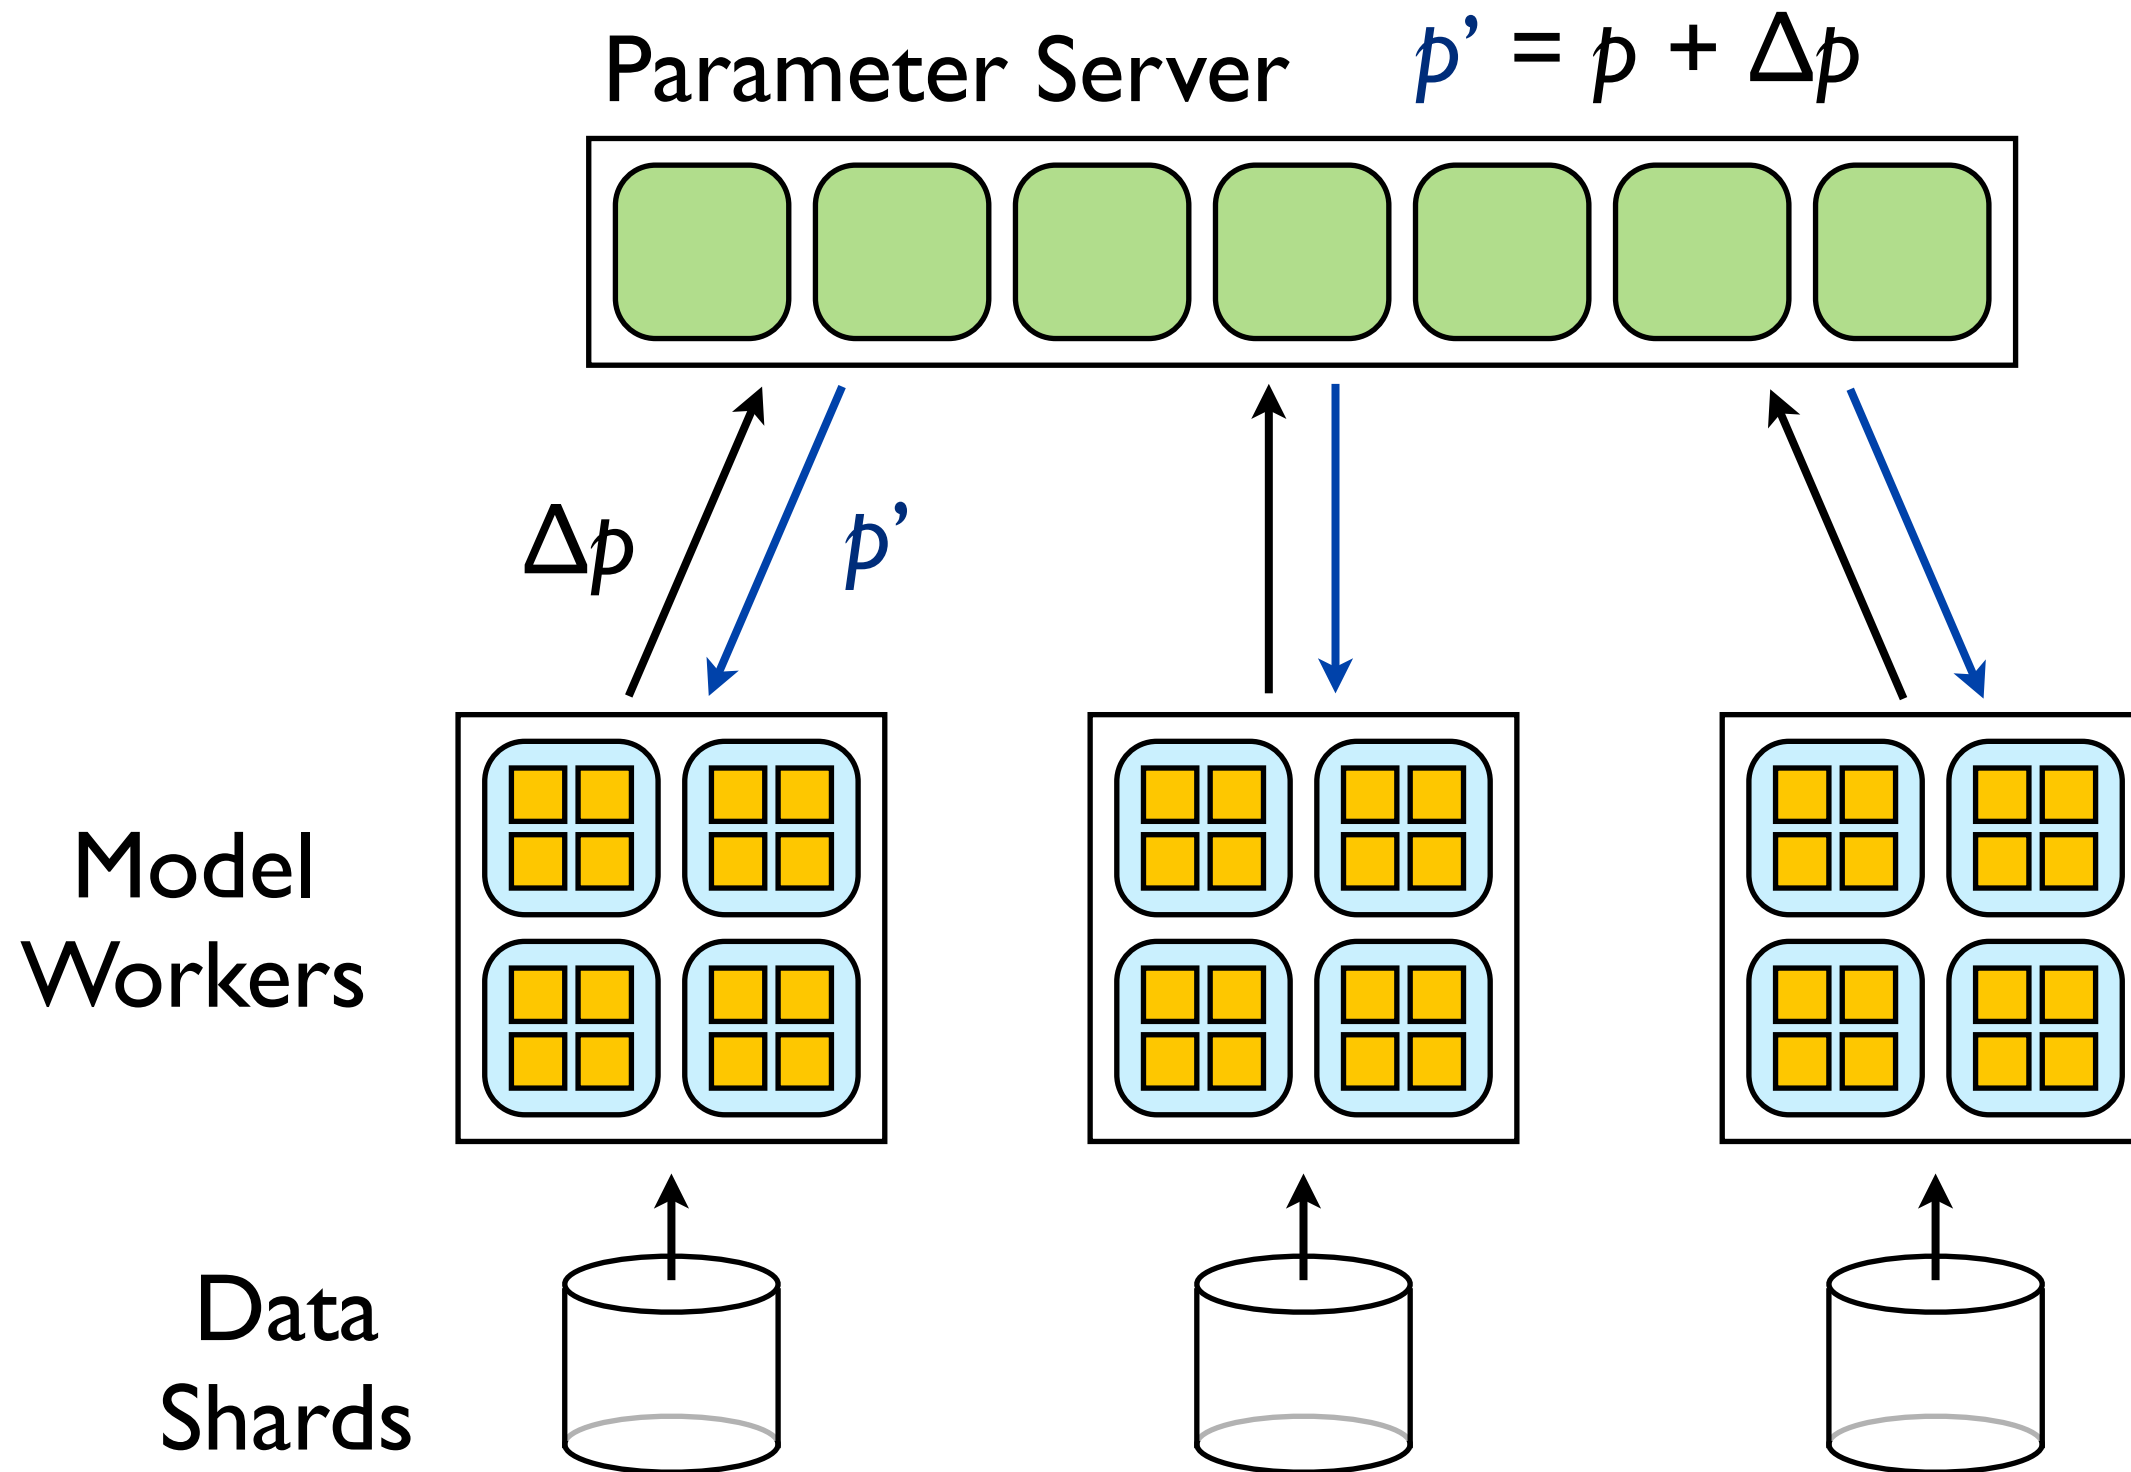 Parameter Server
p’ = p + Δp
Δp
p’
Model
Workers
Data
Shards